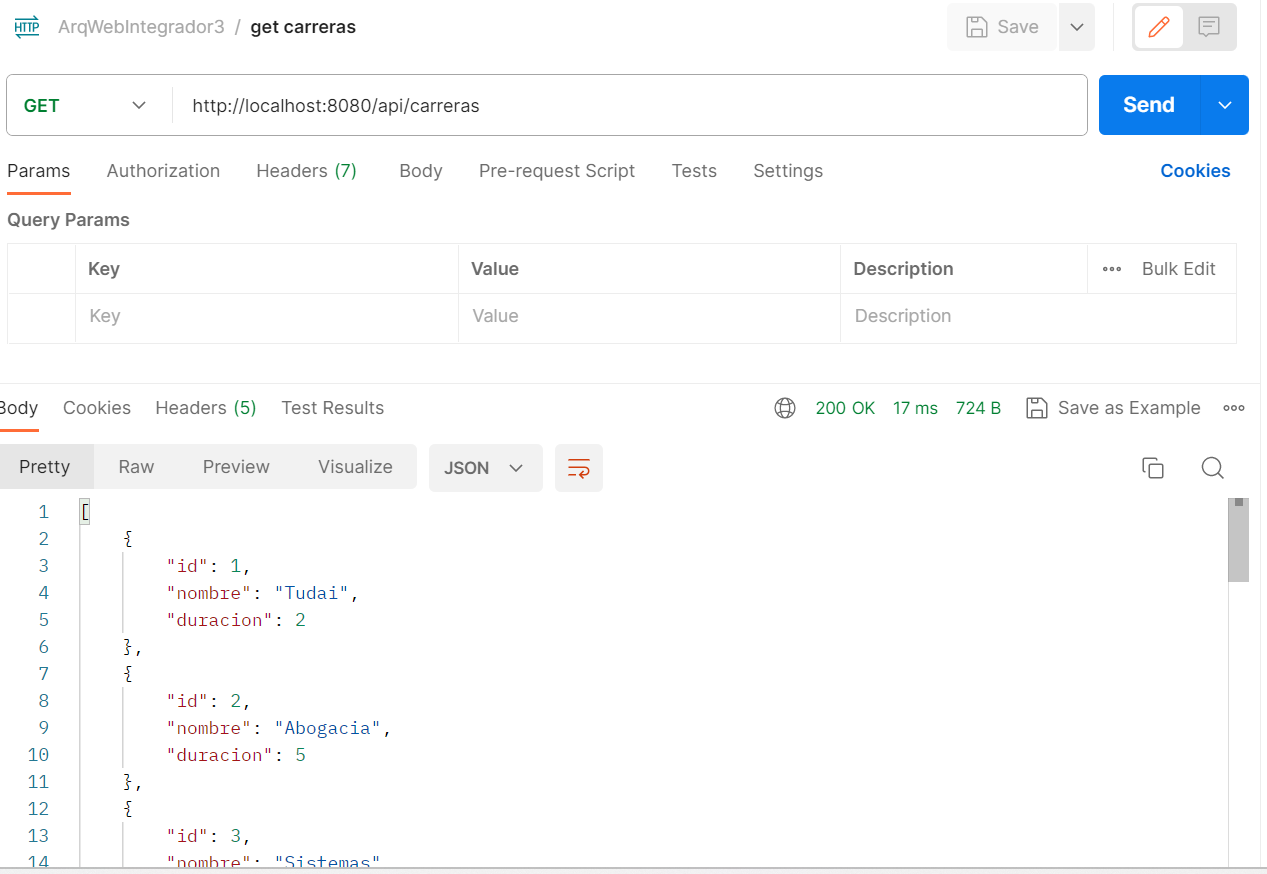 HTTP ArqWebIntegrador3 / get carreras Save
GET http://localhost:8080/api/carreras Send
Params Authorization Headers (7) Body Pre-request Script Tests Settings Cookies
Query Params
Key Value Description Bulk Edit
Key Value Description
Body Cookies Headers (5) Test Results 200 OK 17 ms 724 B Save as Example
Pretty Raw Preview Visualize JSON
1 [
2 {
3 "id": 1,
4 "nombre": "Tudai",
5 "duracion": 2
6 },
7 {
8 "id": 2,
9 "nombre": "Abogacia",
10 "duracion": 5
11 },
12 {
13 "id": 3,
14 "nombre": "Sistemas"